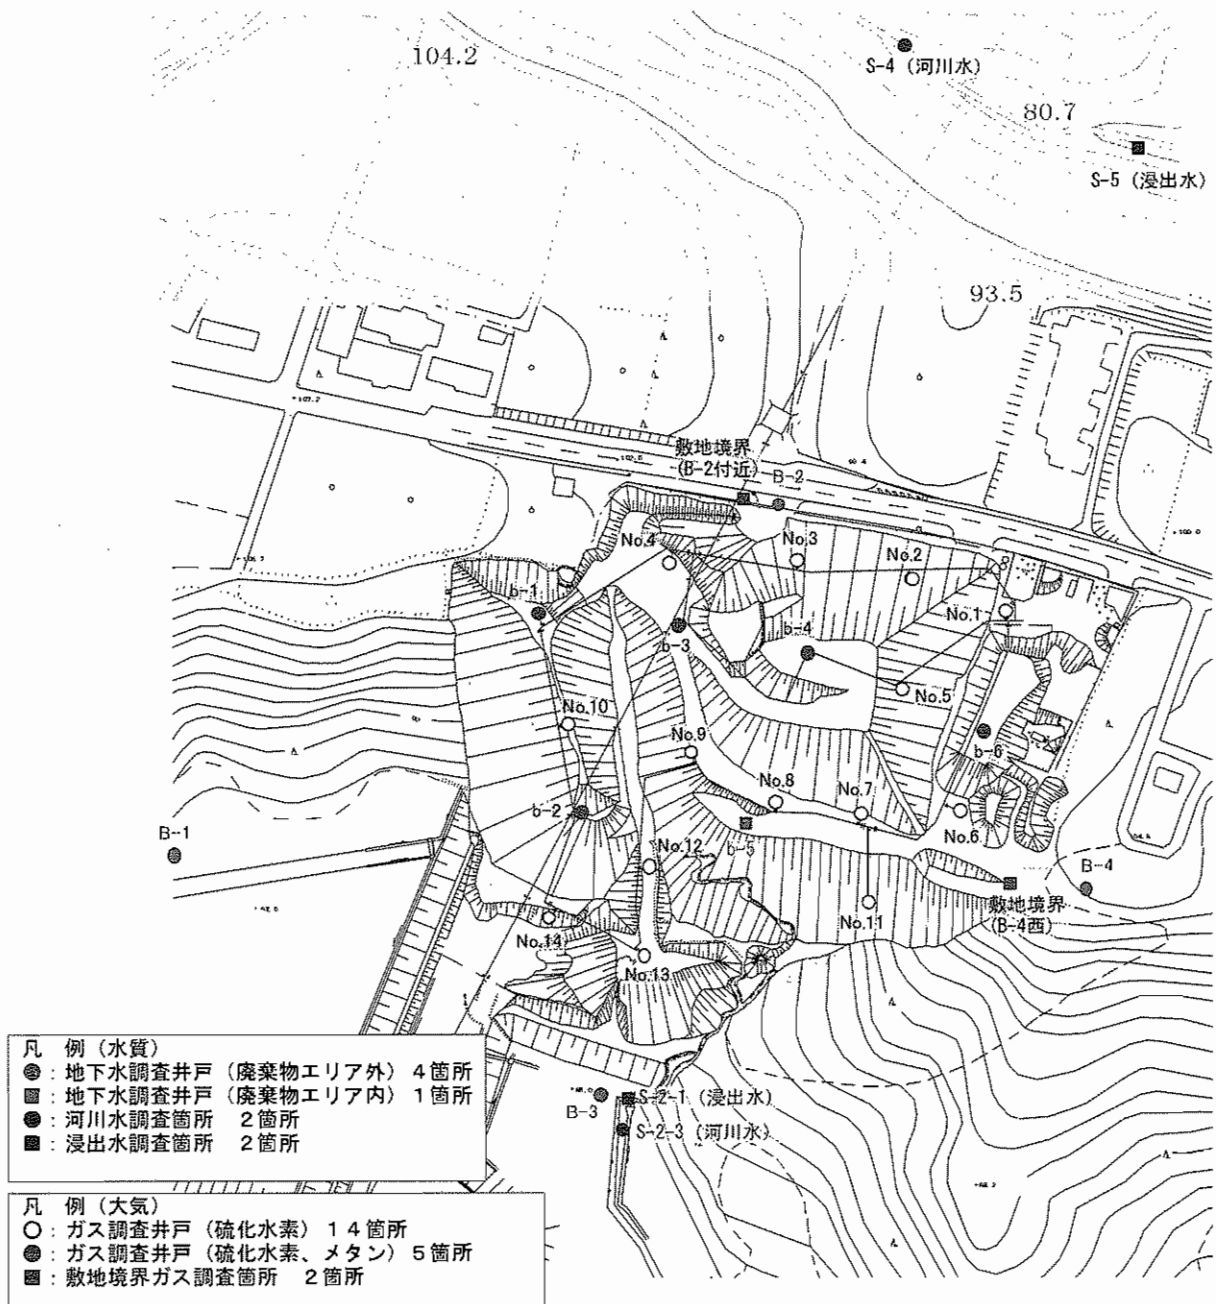 104.2
S-4 (河川水)
80.7
S-5 (浸出水)
93.5
敷地境界
(B-2付近)
B-2
No.4
No.3
No.2
b-1
No.1
b-3
b-4
No.5
No.10
No.9
b-6
No.8
No.7
b-2
b-5
No.6
B-1
No.12
B-4
敷地境界
(B-4西)
No.11
No.14
No.13
B-3
S-2-1 (浸出水)
S-2-3 (河川水)
凡 例 (水質)
: 地下水調査井戸 (廃棄物エリア外) 4箇所
: 地下水調査井戸 (廃棄物エリア内) 1箇所
: 河川水調査箇所 2箇所
: 浸出水調査箇所 2箇所
凡 例 (大気)
: ガス調査井戸 (硫化水素) 14箇所
: ガス調査井戸 (硫化水素、メタン) 5箇所
: 敷地境界ガス調査箇所 2箇所